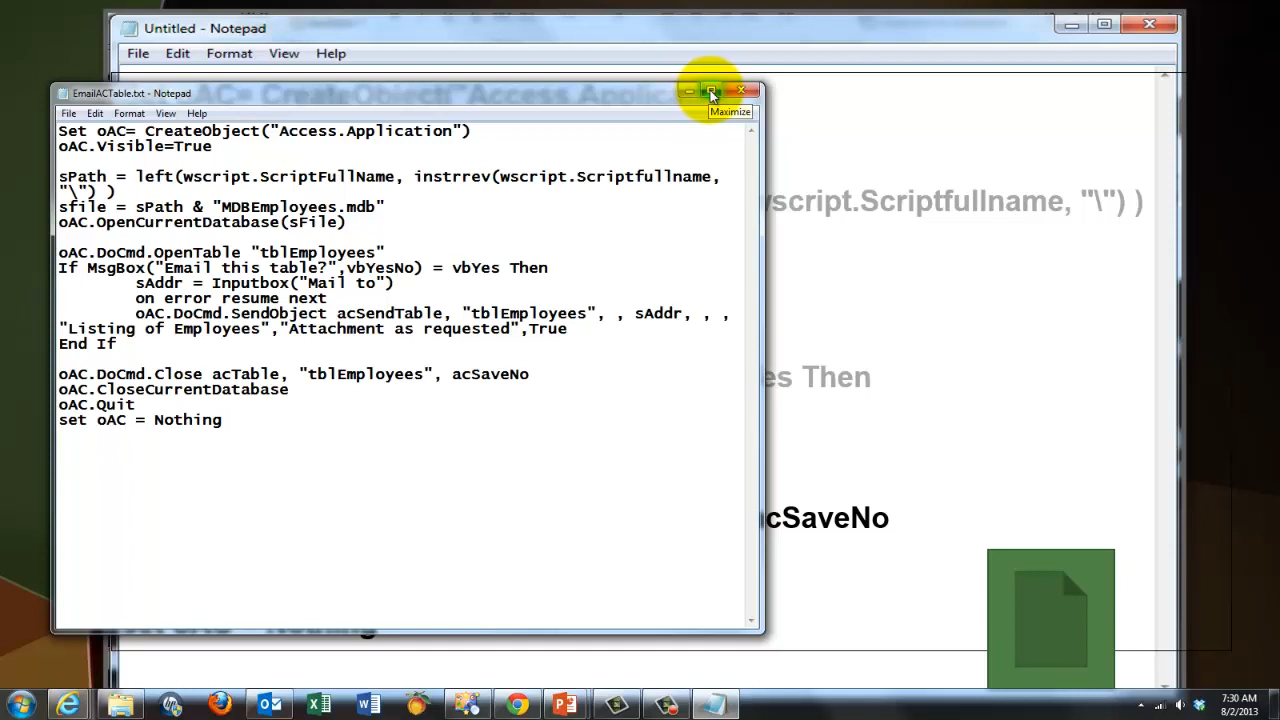 Untitled - Notepad
File Edit Format View Help
EmailACTable.txt - Notepad
Maximize
File Edit Format View Help
Set oAC= CreateObject("Access.Application")
oAC.Visible=True
sPath = left(wscript.ScriptFullName, instrrev(wscript.Scriptfullname,
"\") )
sfile = sPath & "MDBEmployees.mdb"
oAC.OpenCurrentDatabase(sFile)
oAC.DoCmd.OpenTable "tblEmployees"
If MsgBox("Email this table?",vbYesNo) = vbYes Then
sAddr = Inputbox("Mail to")
on error resume next
oAC.DoCmd.SendObject acSendTable, "tblEmployees", , sAddr, , ,
"Listing of Employees","Attachment as requested",True
End If
oAC.DoCmd.Close acTable, "tblEmployees", acSaveNo
oAC.CloseCurrentDatabase
oAC.Quit
set oAC = Nothing
wscript.Scriptfullname, "\") )
es Then
cSaveNo
7:30 AM
8/2/2013